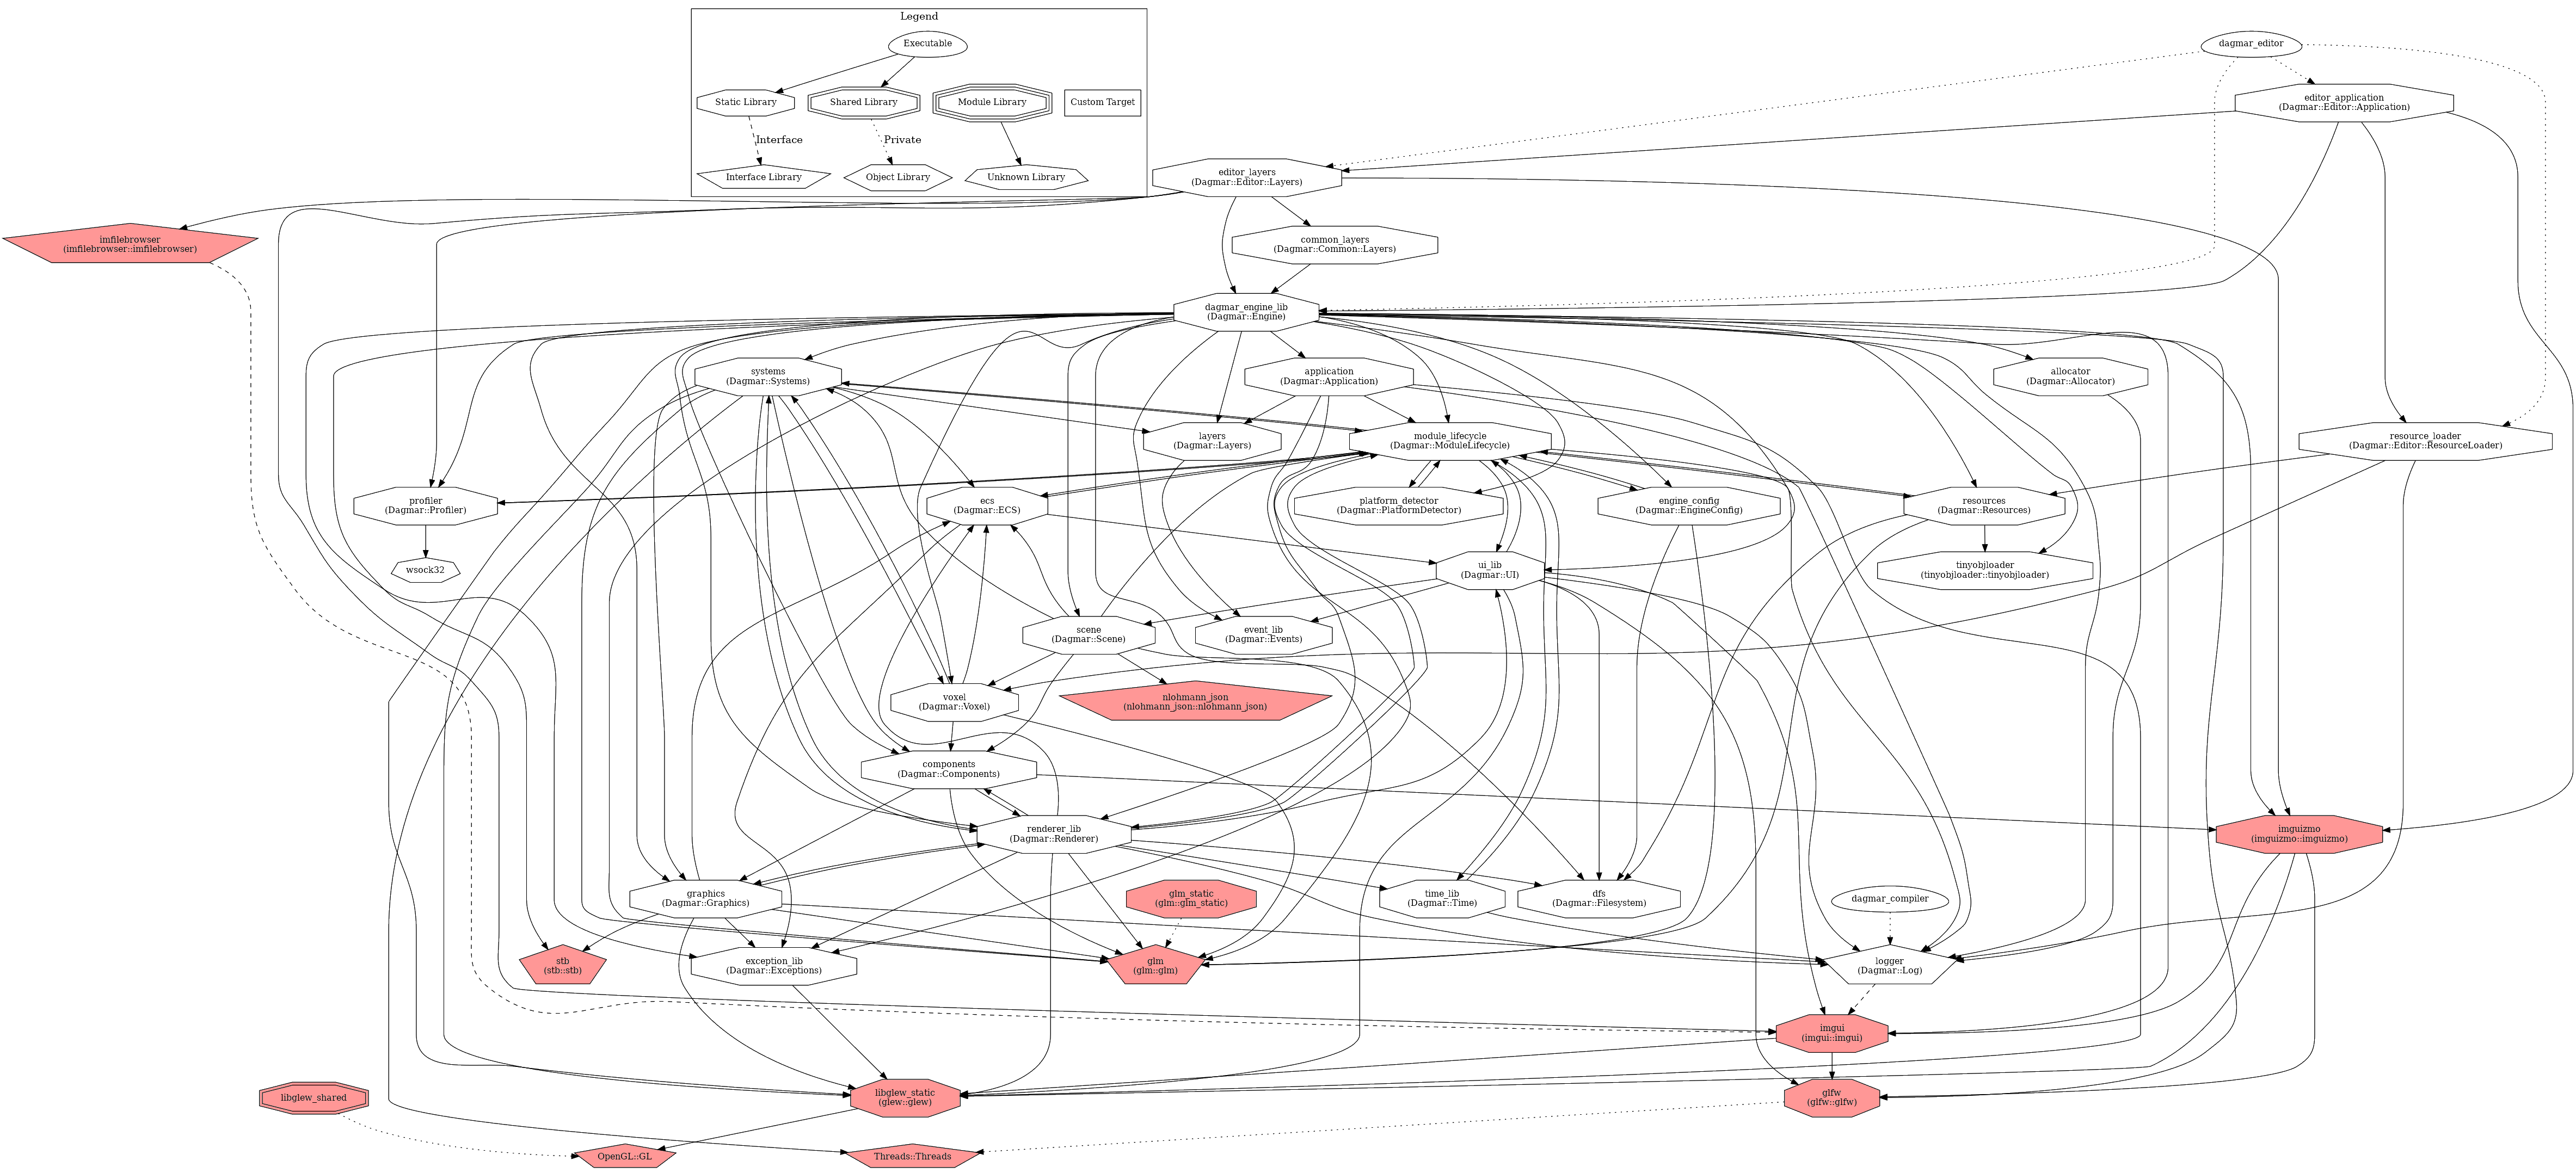 Legend
Executable
dagmar_editor
Static Library
Shared Library
Module Library
Custom Target
editor_application
(Dagmar::Editor::Application)
Interface
Private
Interface Library
Object Library
Unknown Library
editor_layers
(Dagmar::Editor::Layers)
imfilebrowser
(imfilebrowser::imfilebrowser)
common_layers
(Dagmar::Common::Layers)
dagmar_engine_lib
(Dagmar::Engine)
systems
(Dagmar::Systems)
application
(Dagmar::Application)
allocator
(Dagmar::Allocator)
layers
(Dagmar::Layers)
module_lifecycle
(Dagmar::ModuleLifecycle)
resource_loader
(Dagmar::Editor::ResourceLoader)
profiler
(Dagmar::Profiler)
ecs
(Dagmar::ECS)
platform_detector
(Dagmar::PlatformDetector)
engine_config
(Dagmar::EngineConfig)
resources
(Dagmar::Resources)
wsock32
ui_lib
(Dagmar::UI)
tinyobjloader
(tinyobjloader::tinyobjloader)
scene
(Dagmar::Scene)
event_lib
(Dagmar::Events)
voxel
(Dagmar::Voxel)
nlohmann_json
(nlohmann_json::nlohmann_json)
components
(Dagmar::Components)
renderer_lib
(Dagmar::Renderer)
imguizmo
(imguizmo::imguizmo)
graphics
(Dagmar::Graphics)
glm_static
(glm::glm_static)
time_lib
(Dagmar::Time)
dfs
(Dagmar::Filesystem)
dagmar_compiler
stb
(stb::stb)
exception_lib
(Dagmar::Exceptions)
glm
(glm::glm)
logger
(Dagmar::Log)
imgui
(imgui::imgui)
libglew_shared
libglew_static
(glew::glew)
glfw
(glfw::glfw)
OpenGL::GL
Threads::Threads